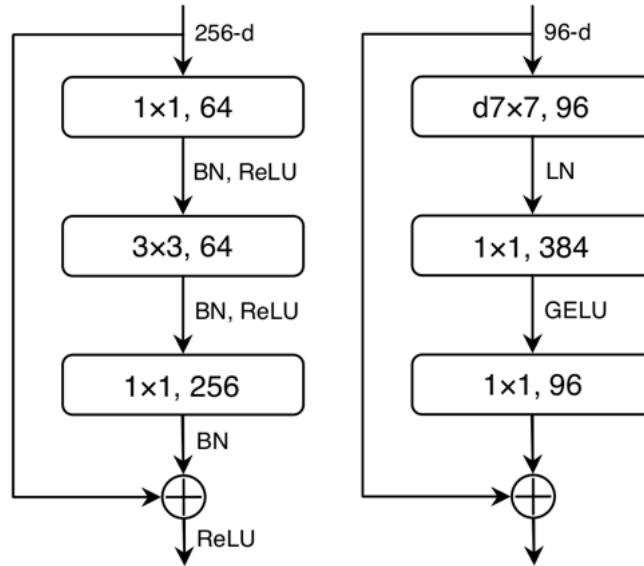 256-d
1×1, 64
BN, ReLU
3×3, 64
BN, ReLU
1×1, 256
BN
ReLU
96-d
d7×7, 96
LN
1×1, 384
GELU
1×1, 96